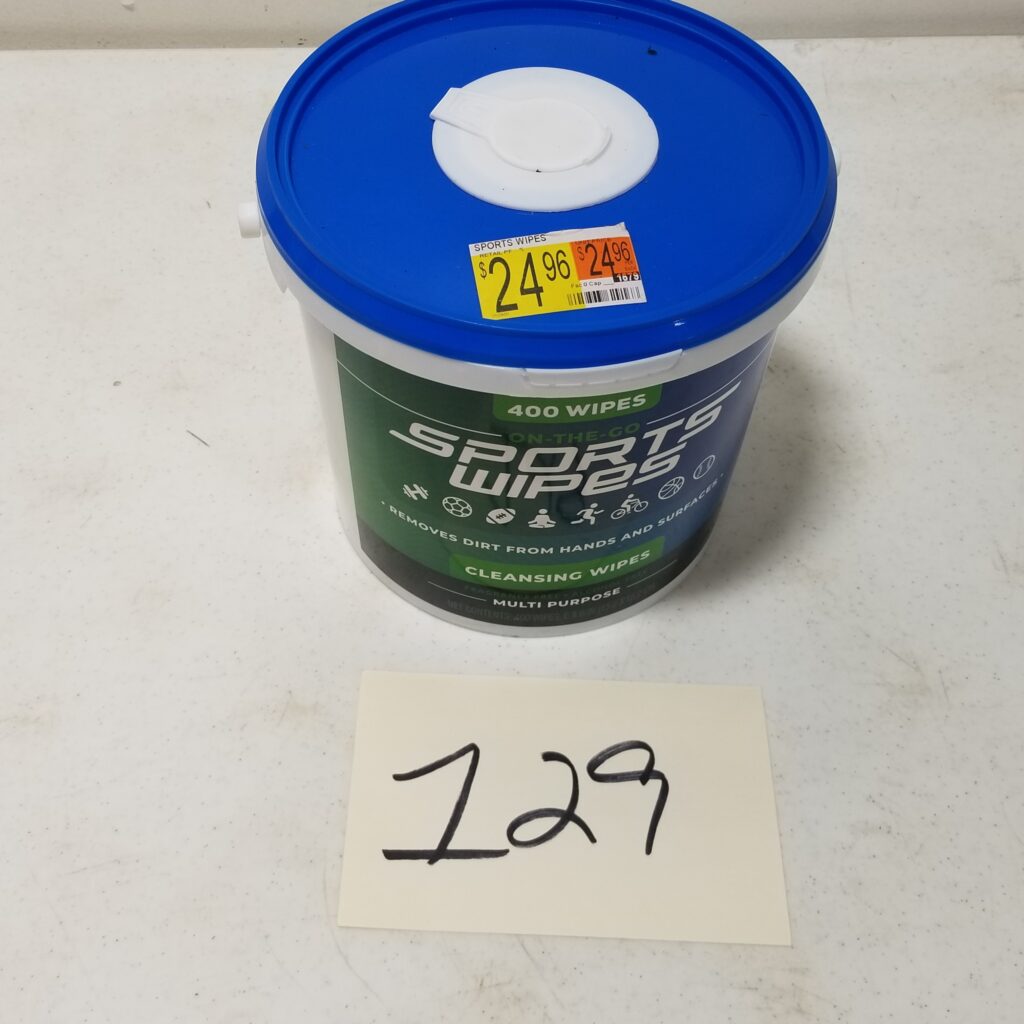 SPORTS WIPES
$24 96
$24 96
1679
400 WIPES
ON-THE-GO
SPORTS
WIPES
• REMOVES DIRT FROM HANDS AND SURFACES •
CLEANSING WIPES
MULTI PURPOSE
129